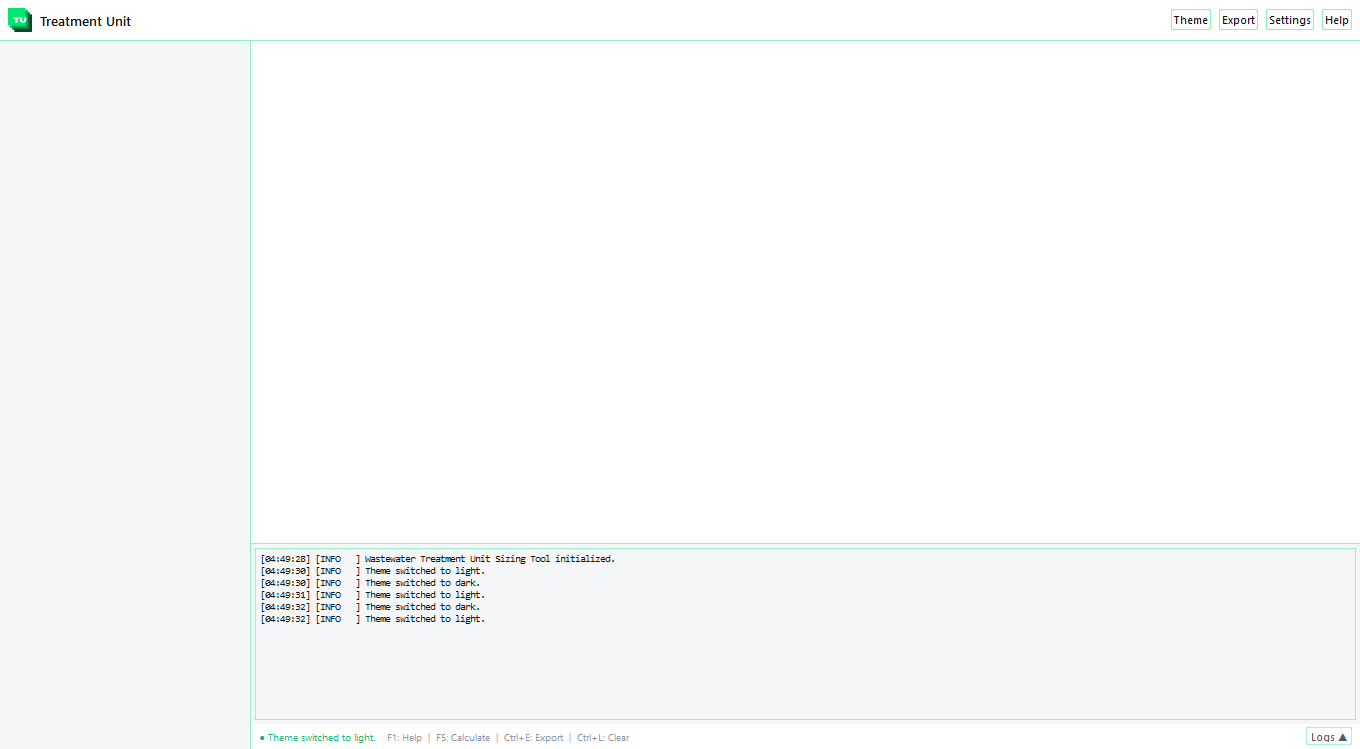 TU Treatment Unit
Theme Export Settings Help
[04:49:28] [INFO   ] Wastewater Treatment Unit Sizing Tool initialized.
[04:49:30] [INFO   ] Theme switched to light.
[04:49:30] [INFO   ] Theme switched to dark.
[04:49:31] [INFO   ] Theme switched to light.
[04:49:32] [INFO   ] Theme switched to dark.
[04:49:32] [INFO   ] Theme switched to light.
● Theme switched to light. F1: Help | F5: Calculate | Ctrl+E: Export | Ctrl+L: Clear
Logs ▲